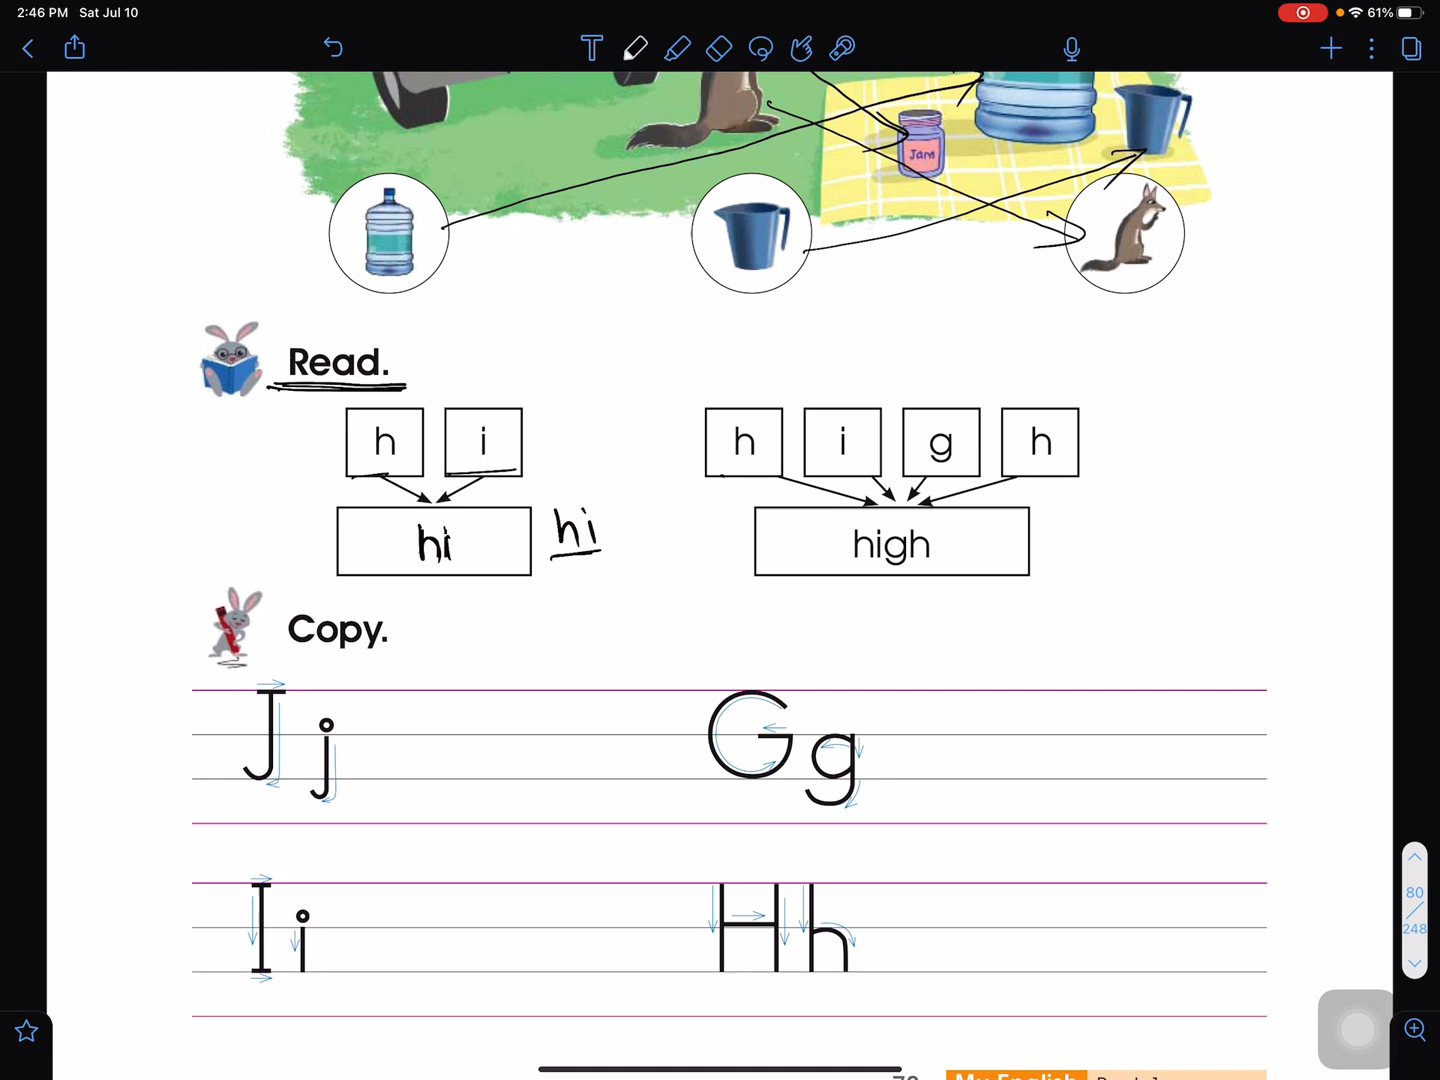 2:46 PM Sat Jul 10
61%
Jam
Read.
h i h i g h
hi hi high
Copy.
J j G g
80
248
I i H h
My English